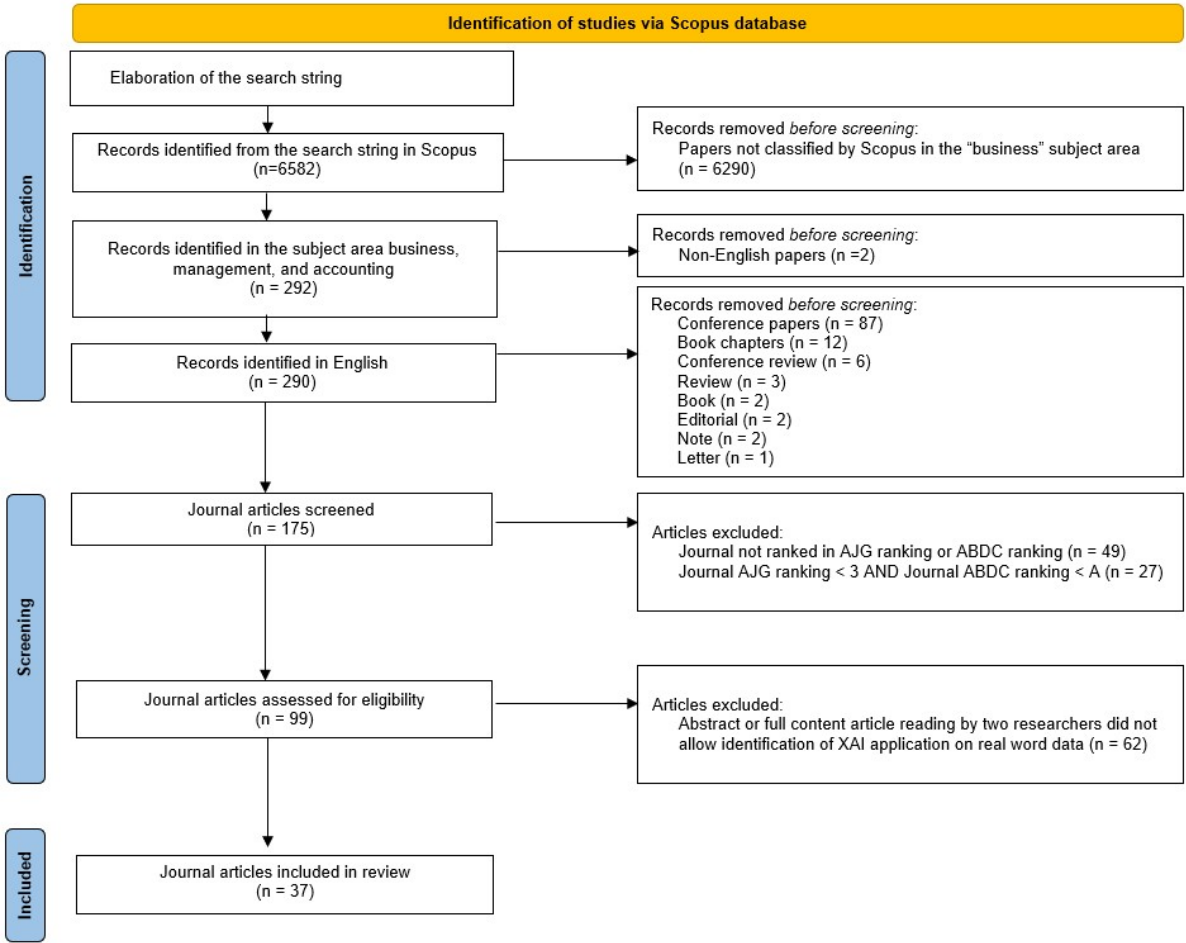 Identification of studies via Scopus database
Identification
Elaboration of the search string
Records identified from the search string in Scopus
(n=6582)
Records removed before screening:
Papers not classified by Scopus in the “business” subject area
(n = 6290)
Records identified in the subject area business,
management, and accounting
(n = 292)
Records removed before screening:
Non-English papers (n =2)
Records identified in English
(n = 290)
Records removed before screening:
Conference papers (n = 87)
Book chapters (n = 12)
Conference review (n = 6)
Review (n = 3)
Book (n = 2)
Editorial (n = 2)
Note (n = 2)
Letter (n = 1)
Screening
Journal articles screened
(n = 175)
Articles excluded:
Journal not ranked in AJG ranking or ABDC ranking (n = 49)
Journal AJG ranking < 3 AND Journal ABDC ranking < A (n = 27)
Journal articles assessed for eligibility
(n = 99)
Articles excluded:
Abstract or full content article reading by two researchers did not
allow identification of XAI application on real word data (n = 62)
Included
Journal articles included in review
(n = 37)